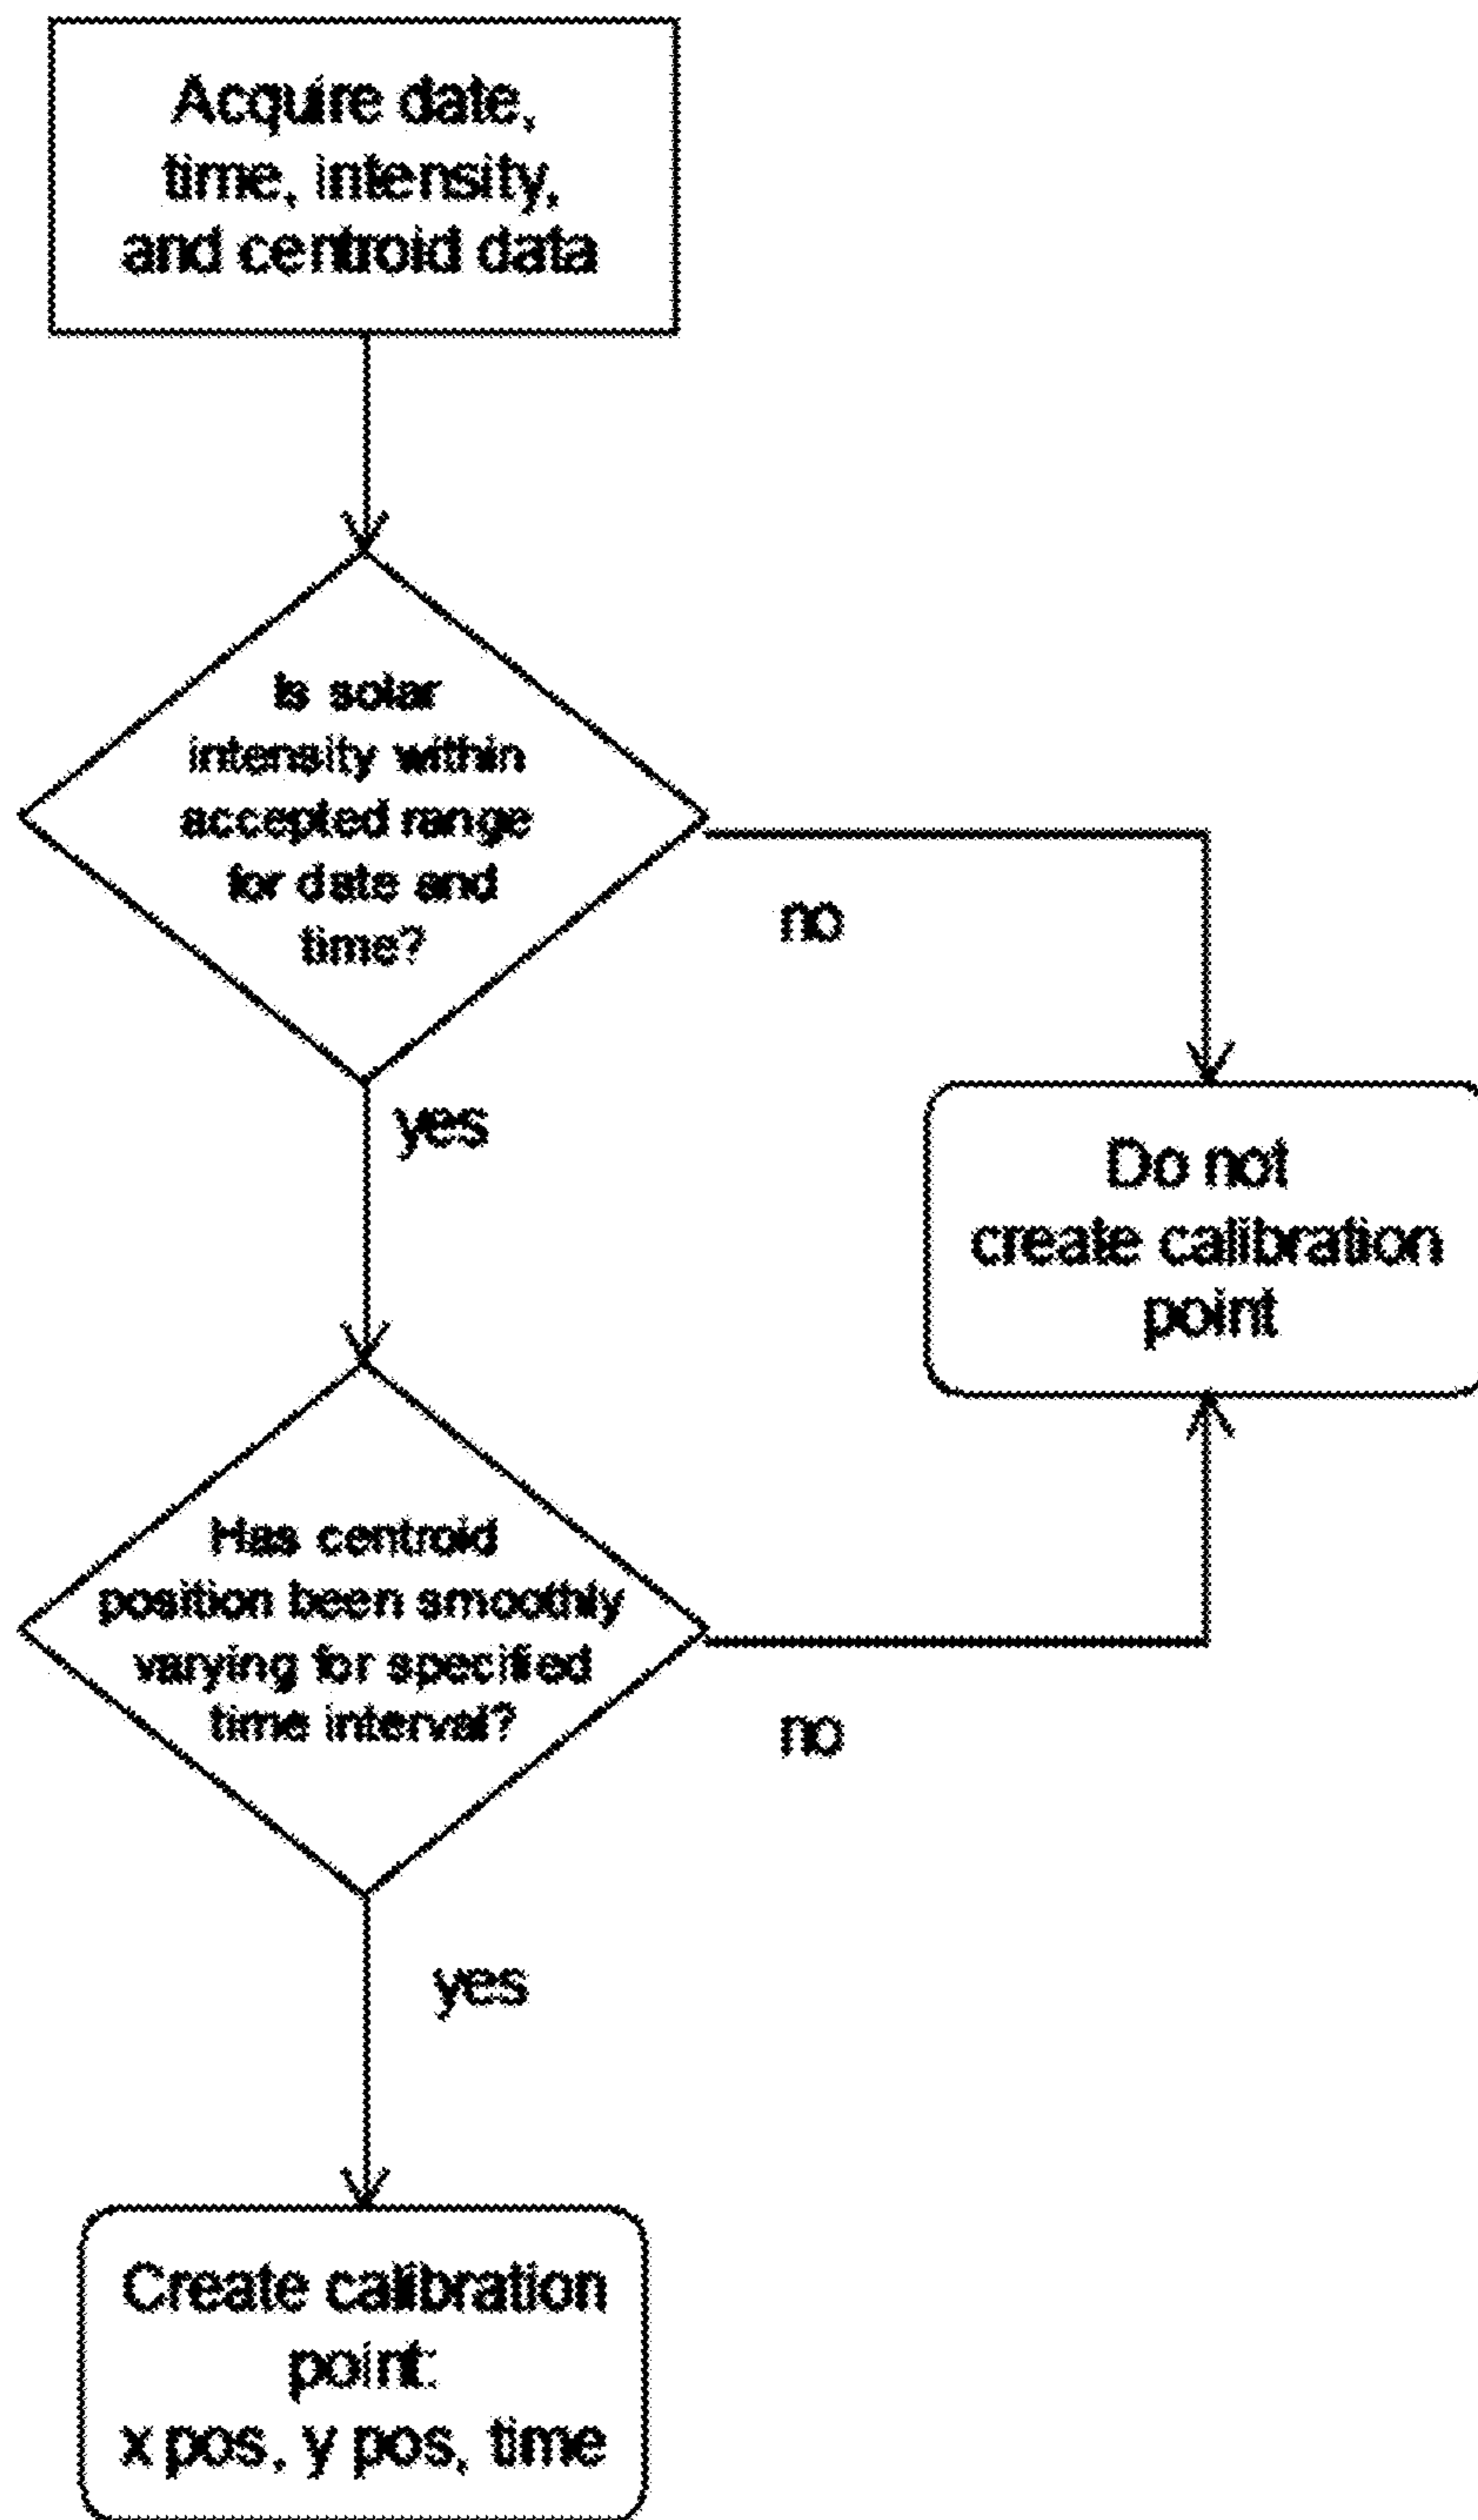 Acquire date,
time, intensity,
and centroid data
Is solar
intensity within
accepted range
for date and
time?
no
yes
Do not
create calibration
point
Has centroid
position been smoothly
varying for specified
time interval?
no
yes
Create calibration
point:
x pos, y pos, time